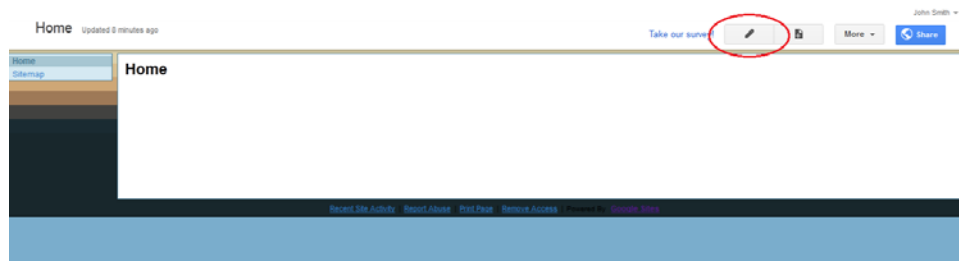 John Smith
Home Updated 8 minutes ago
Take our survey!
More
Share
Home
Sitemap
Home
Recent Site Activity | Report Abuse | Print Page | Remove Access | Powered By Google Sites